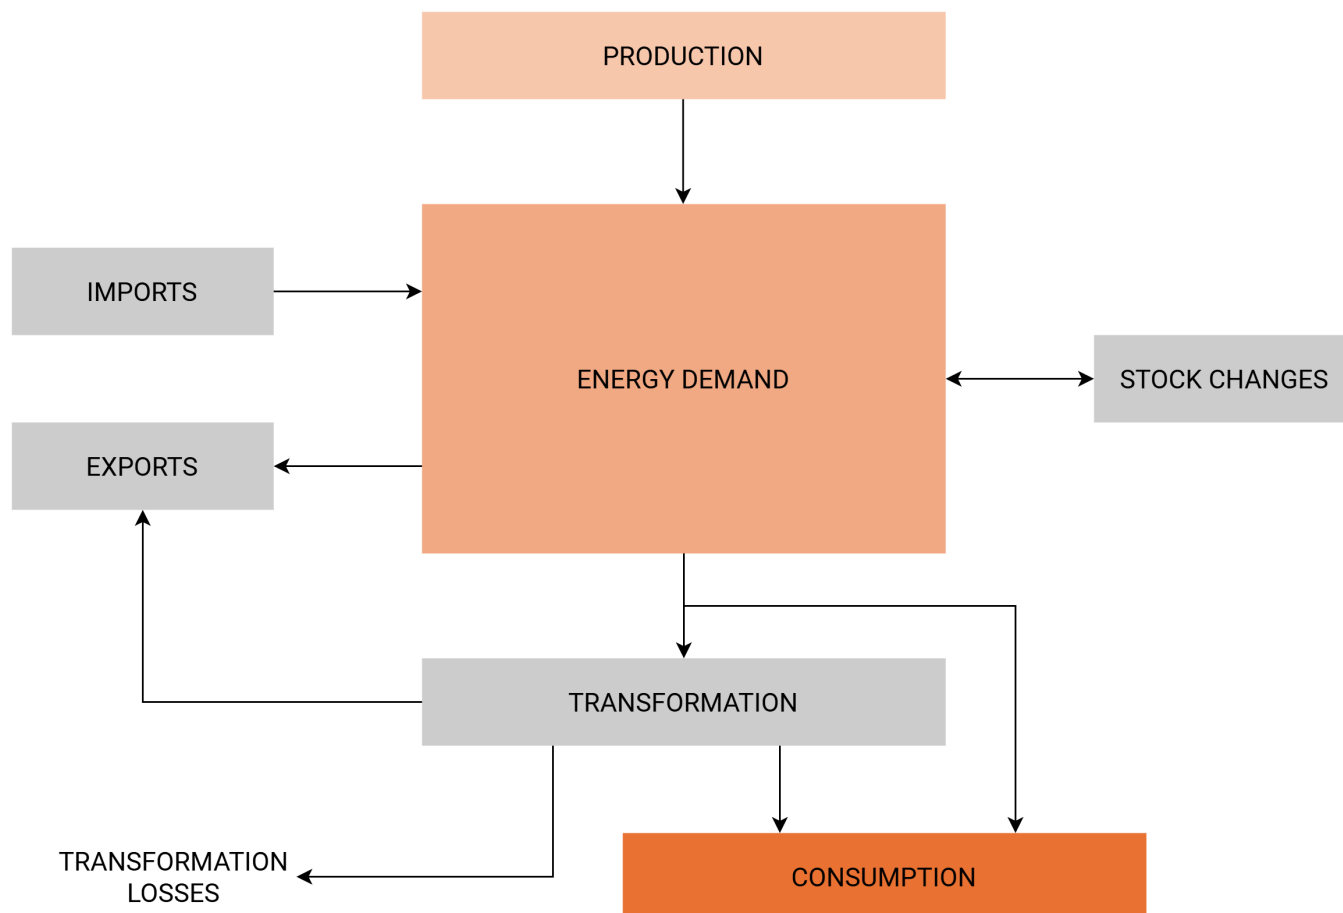 PRODUCTION
IMPORTS
ENERGY DEMAND
STOCK CHANGES
EXPORTS
TRANSFORMATION
TRANSFORMATION
LOSSES
CONSUMPTION